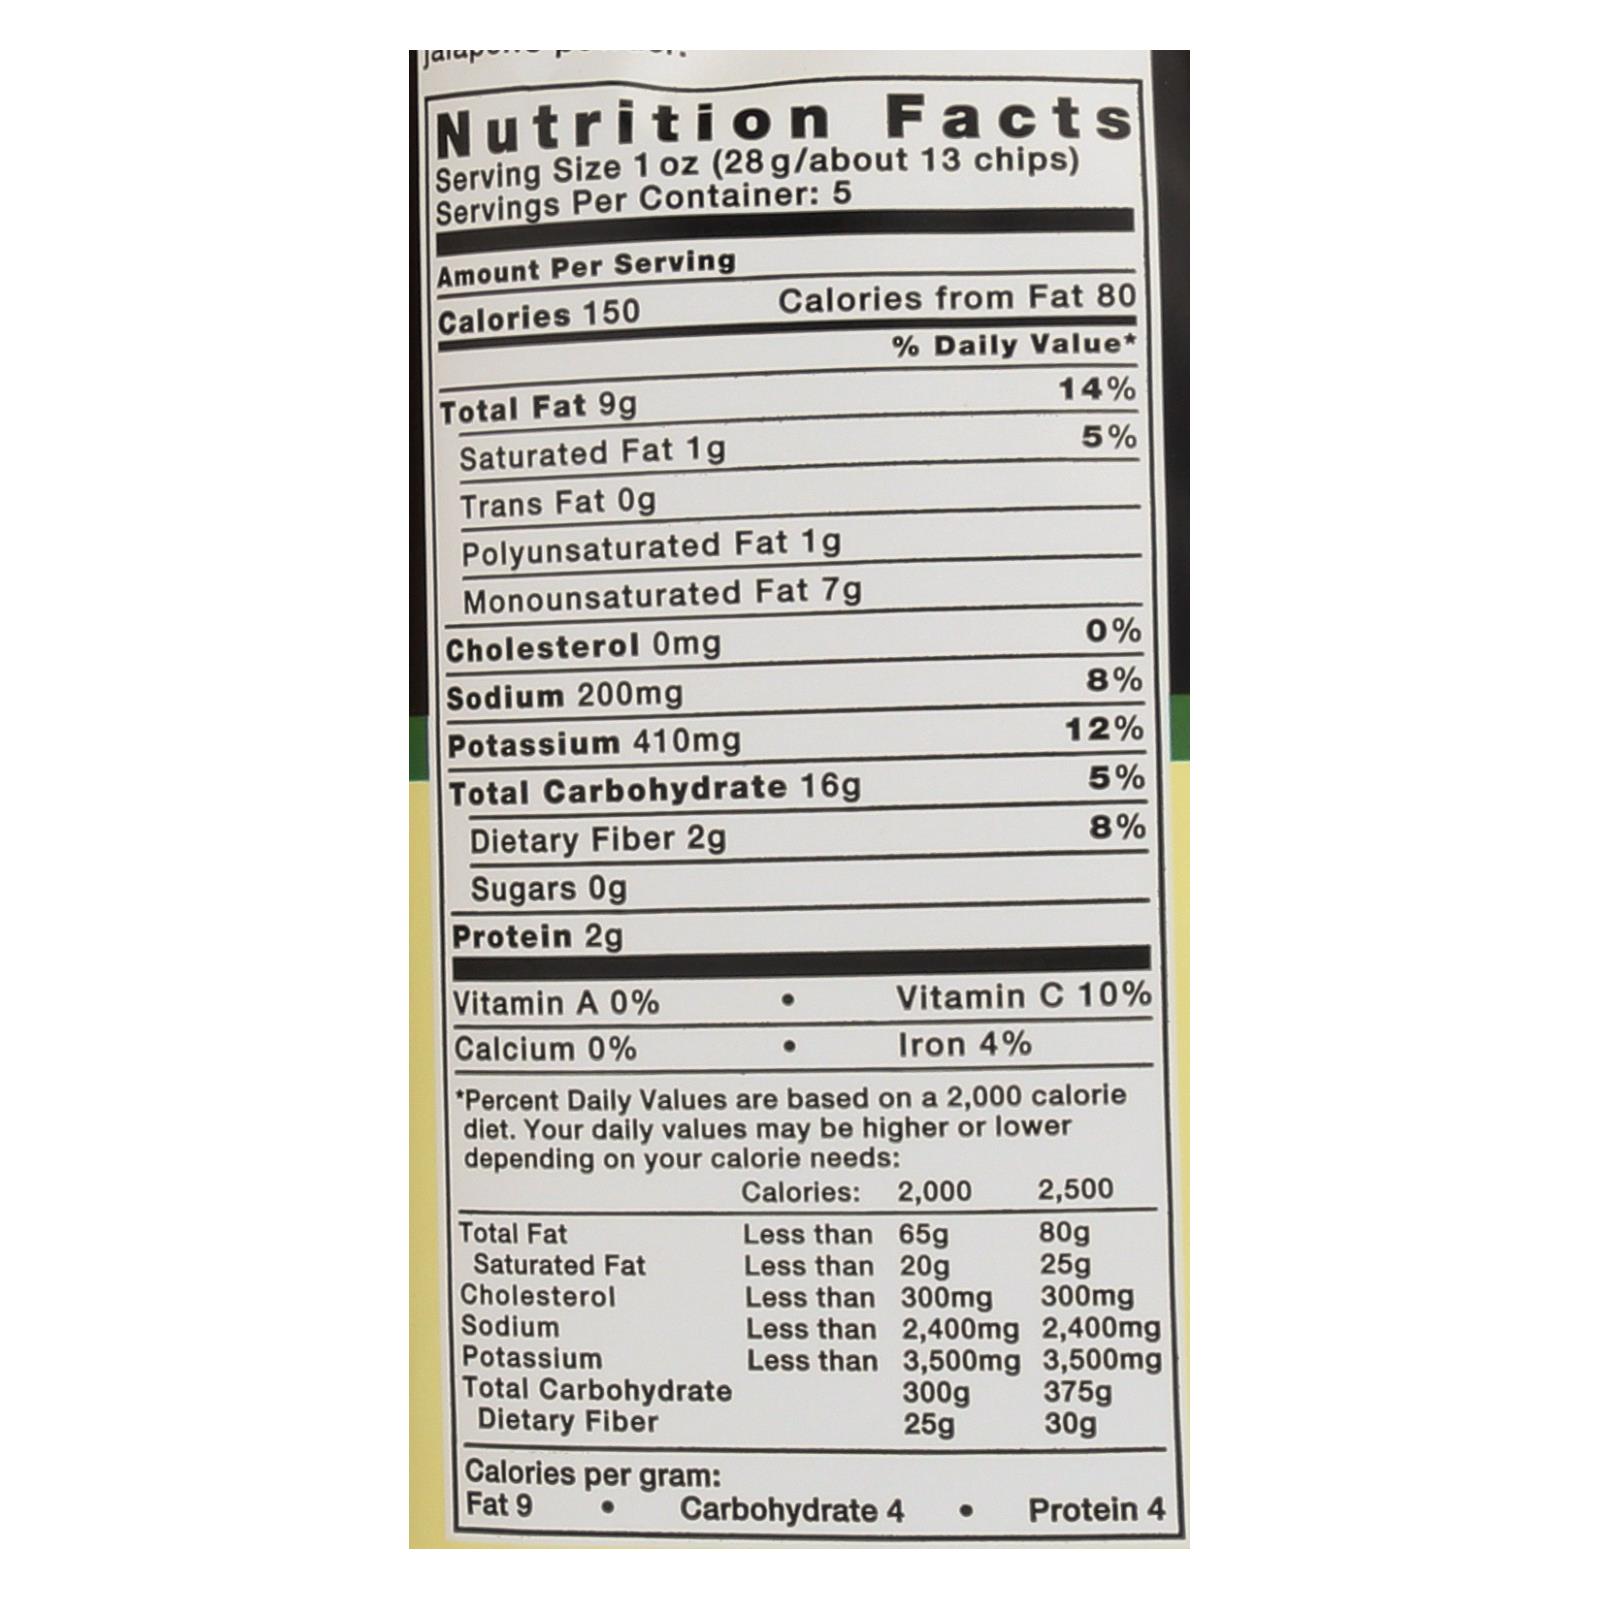 Nutrition Facts
Serving Size 1 oz (28g/about 13 chips)
Servings Per Container: 5
Amount Per Serving
Calories 150 Calories from Fat 80
% Daily Value*
Total Fat 9g 14%
Saturated Fat 1g 5%
Trans Fat 0g
Polyunsaturated Fat 1g
Monounsaturated Fat 7g
Cholesterol 0mg 0%
Sodium 200mg 8%
Potassium 410mg 12%
Total Carbohydrate 16g 5%
Dietary Fiber 2g 8%
Sugars 0g
Protein 2g
Vitamin A 0% • Vitamin C 10%
Calcium 0% • Iron 4%
*Percent Daily Values are based on a 2,000 calorie
diet. Your daily values may be higher or lower
depending on your calorie needs:
Calories: 2,000 2,500
Total Fat Less than 65g 80g
Saturated Fat Less than 20g 25g
Cholesterol Less than 300mg 300mg
Sodium Less than 2,400mg 2,400mg
Potassium Less than 3,500mg 3,500mg
Total Carbohydrate 300g 375g
Dietary Fiber 25g 30g
Calories per gram:
Fat 9 • Carbohydrate 4 • Protein 4